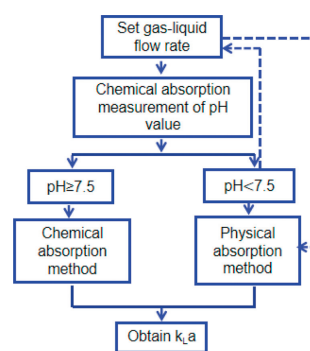 Set gas-liquid
flow rate
Chemical absorption
measurement of pH
value
pH≥7.5
pH<7.5
Chemical
absorption
method
Physical
absorption
method
Obtain kLa